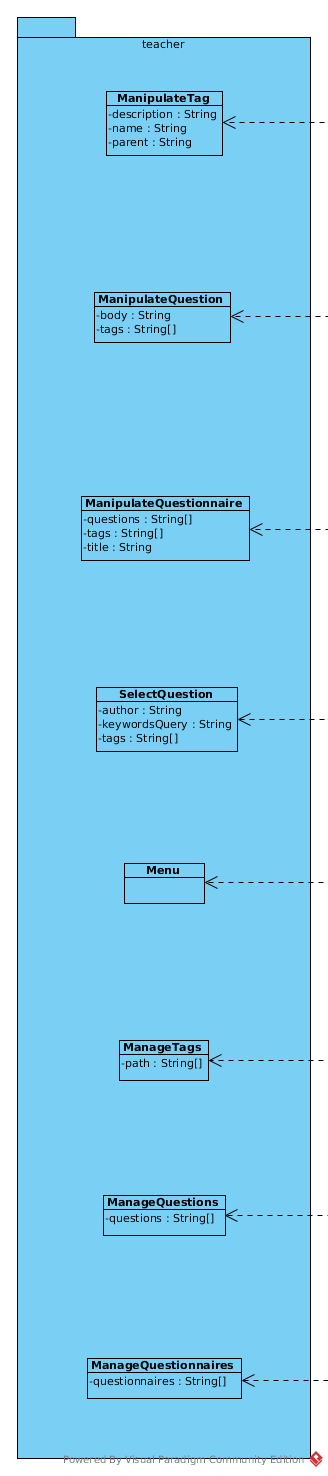 teacher
ManipulateTag
-description : String
-name : String
-parent : String
ManipulateQuestion
-body : String
-tags : String[]
ManipulateQuestionnaire
-questions : String[]
-tags : String[]
-title : String
SelectQuestion
-author : String
-keywordsQuery : String
-tags : String[]
Menu
ManageTags
-path : String[]
ManageQuestions
-questions : String[]
ManageQuestionnaires
-questionnaires : String[]
Powered By Visual Paradigm Community Edition